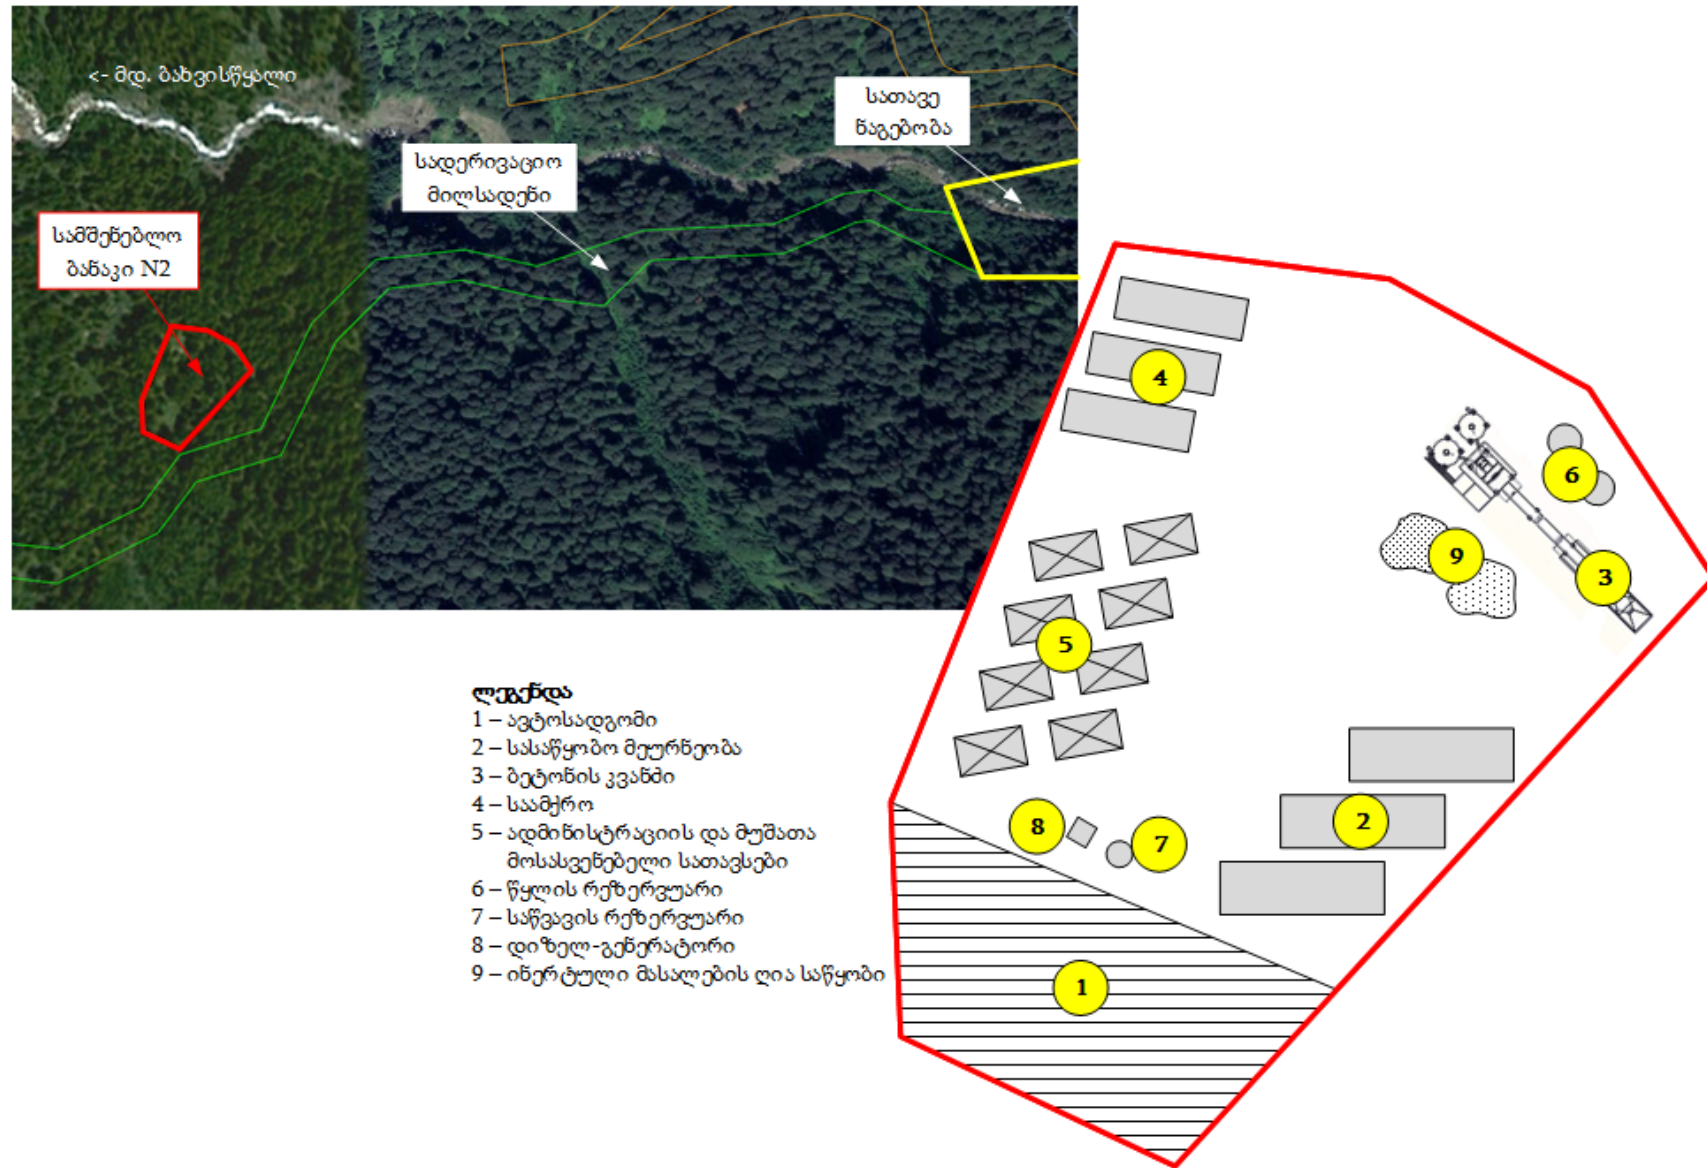 <- მდ. ბახვისწყალი
სათავე
ნაგებობა
სადერივაციო
მილსადენი
სამშენებლო
ბანაკი N2
4
6
9
3
5
8
7
2
1
ლეგენდა
1 – ავტოსადგომი
2 – სასაწყობო მეურნეობა
3 – ბეტონის კვანძი
4 – საამქრო
5 – ადმინისტრაციის და მუშათა
მოსასვენებელი სათავსები
6 – წყლის რეზერვუარი
7 – საწვავის რეზერვუარი
8 – დიზელ-გენერატორი
9 – ინერტული მასალების ღია საწყობი